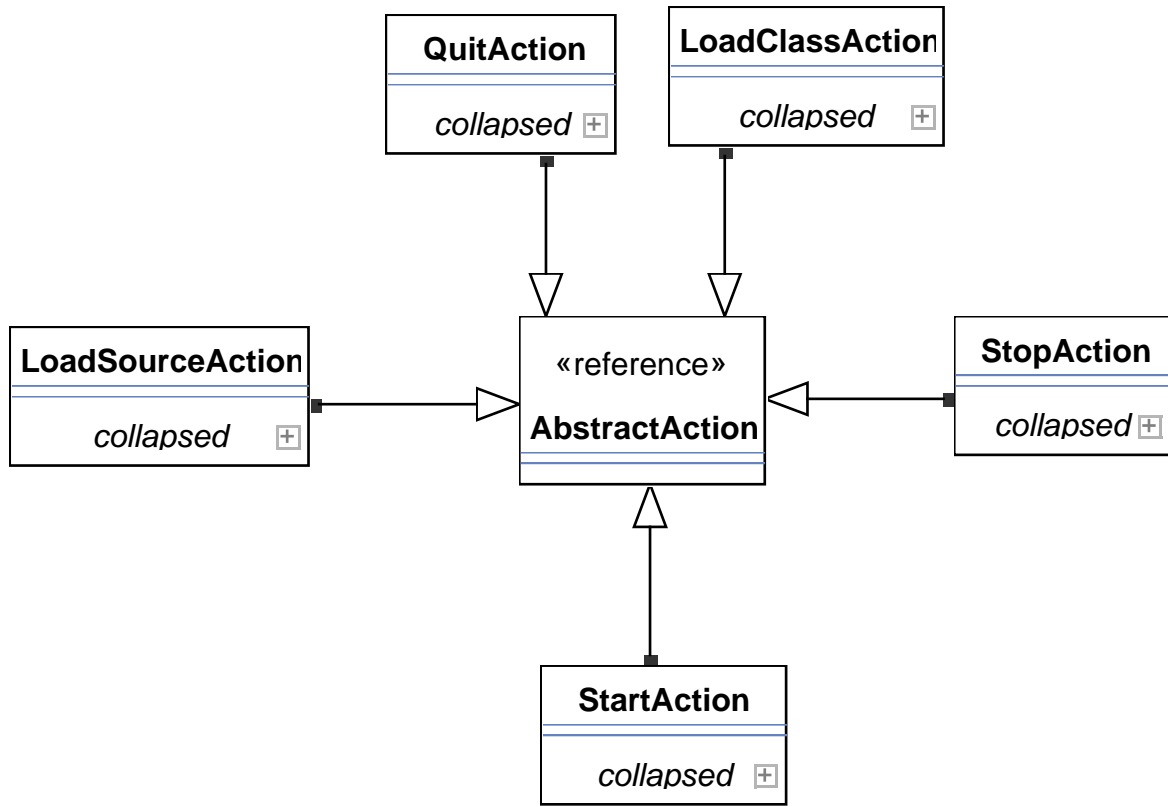 QuitAction
collapsed
LoadClassAction
collapsed
LoadSourceAction
collapsed
«reference»
AbstractAction
StopAction
collapsed
StartAction
collapsed